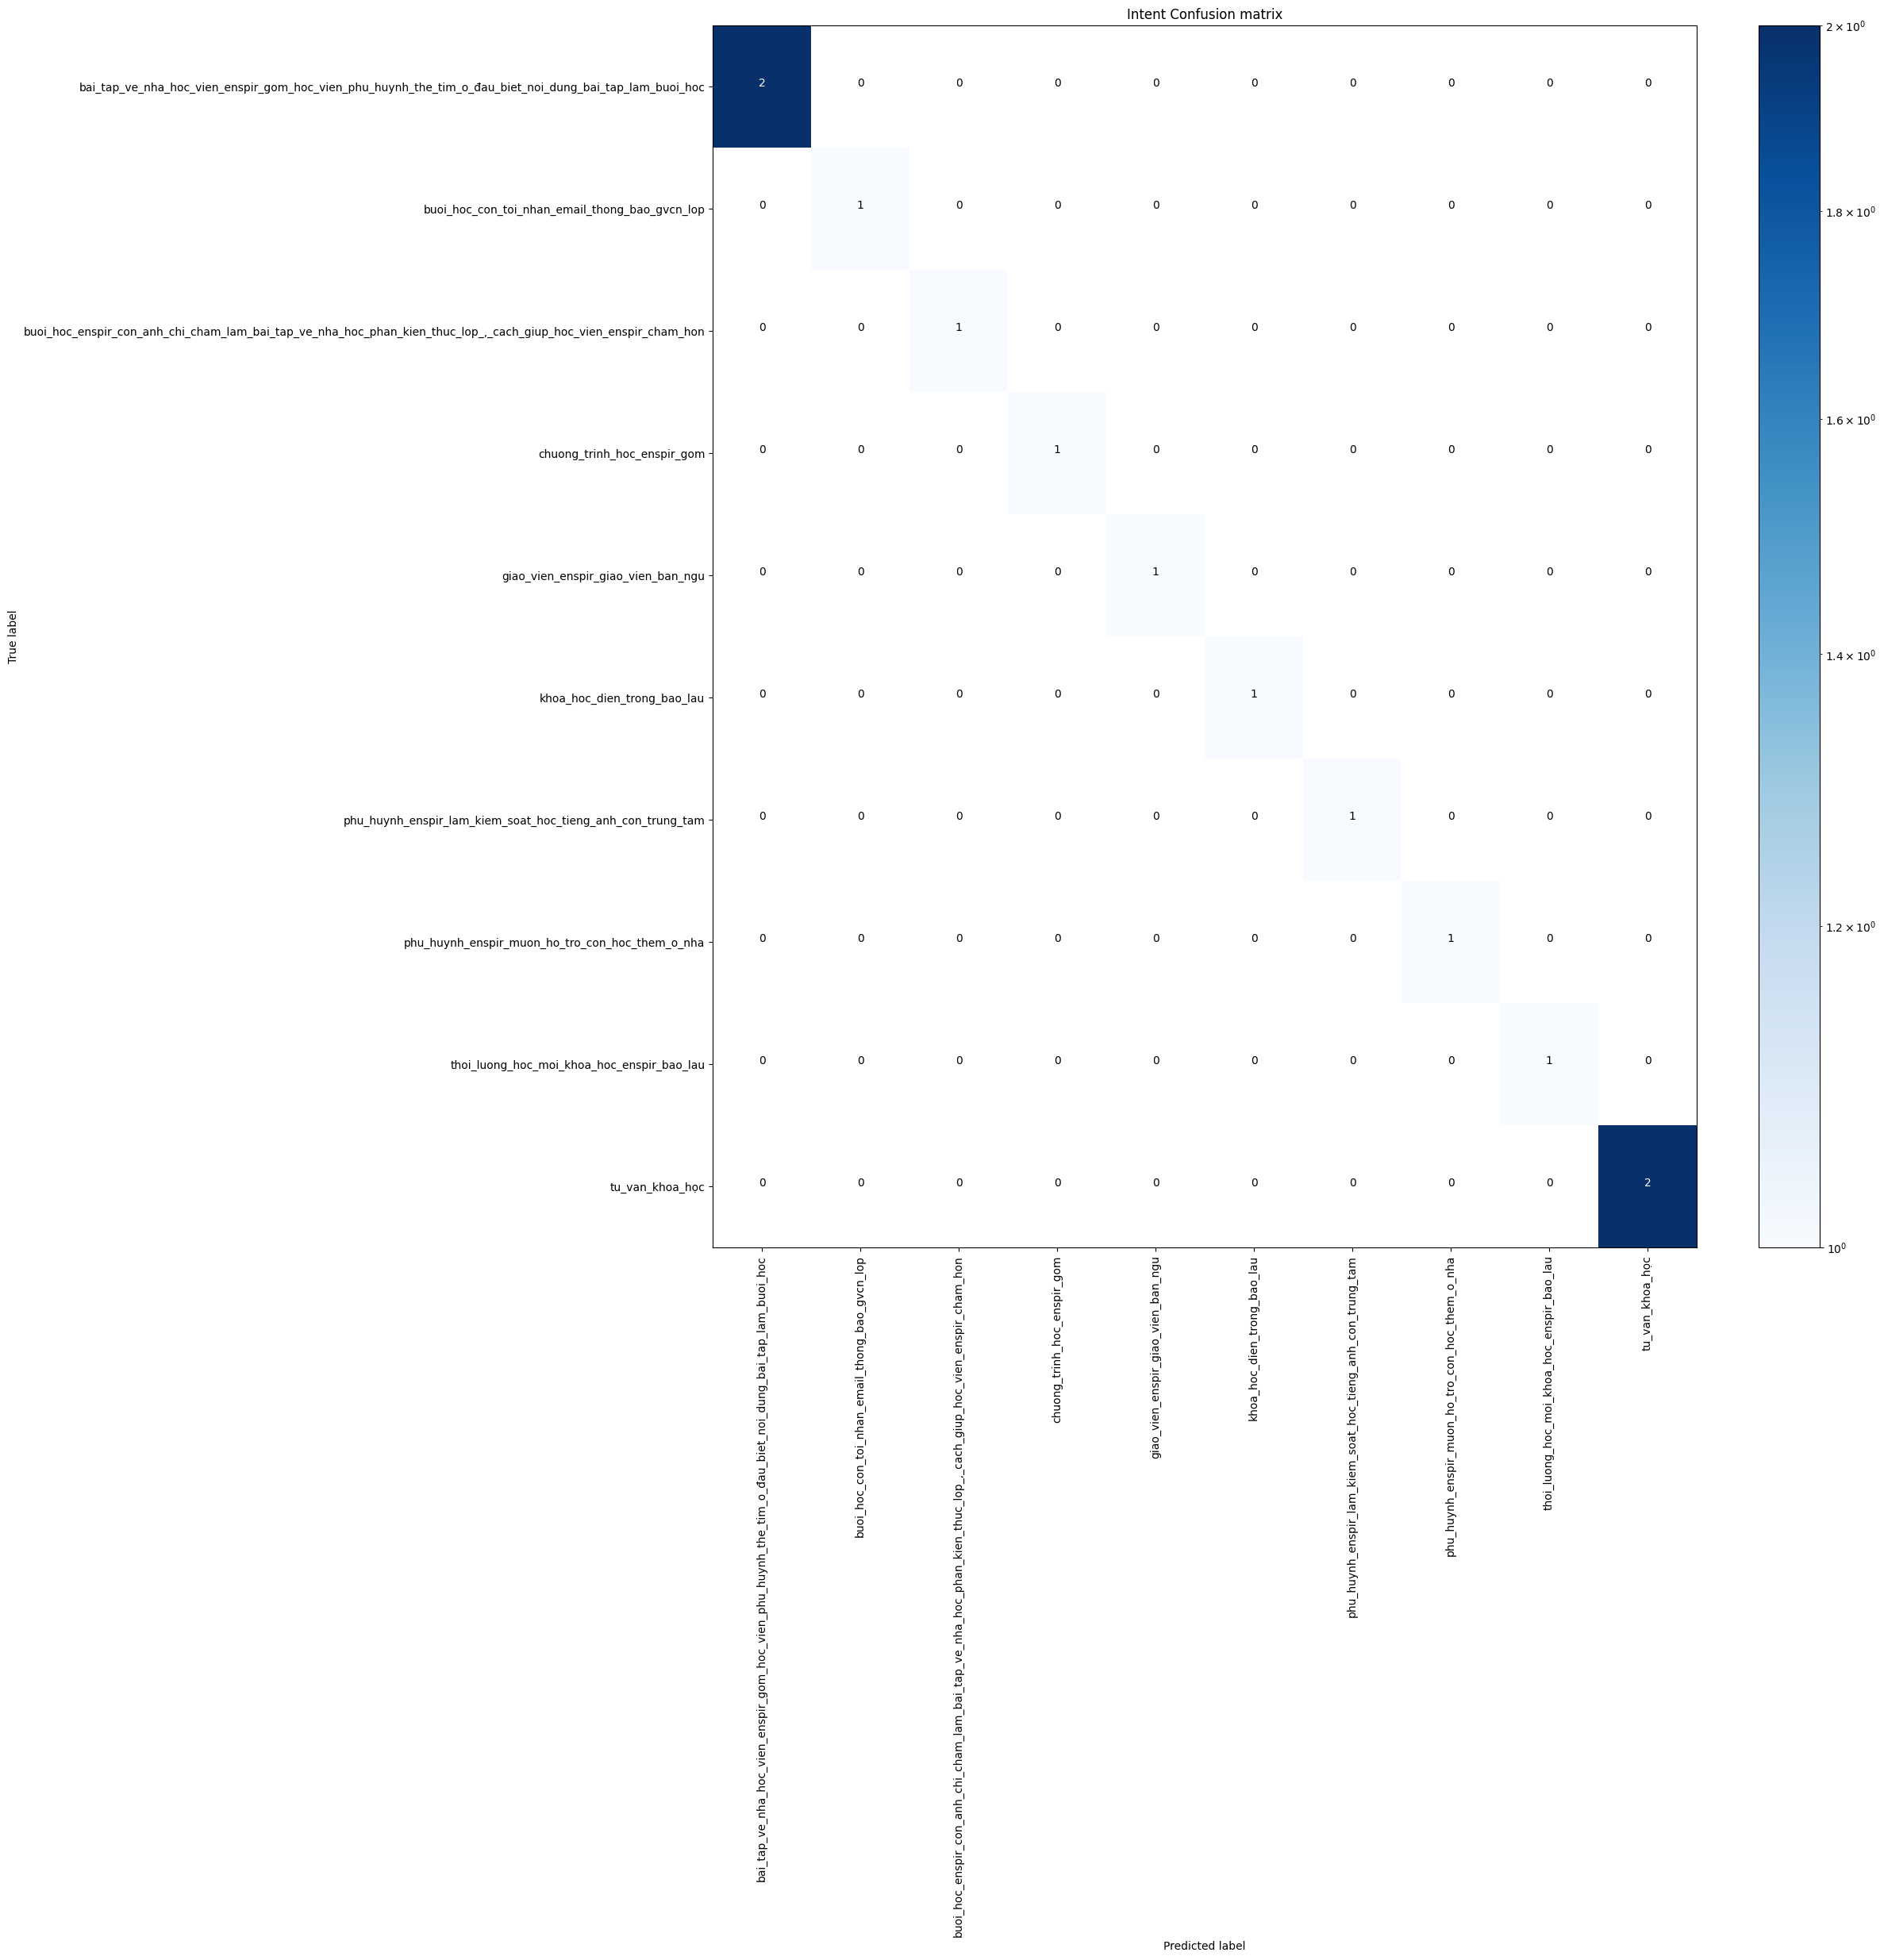 Intent Confusion matrix
bai_tap_ve_nha_hoc_vien_enspir_gom_hoc_vien_phu_huynh_the_tim_o_đau_biet_noi_dung_bai_tap_lam_buoi_hoc 2 0 0 0 0 0 0 0 0 0
buoi_hoc_con_toi_nhan_email_thong_bao_gvcn_lop 0 1 0 0 0 0 0 0 0 0
buoi_hoc_enspir_con_anh_chi_cham_lam_bai_tap_ve_nha_hoc_phan_kien_thuc_lop_,_cach_giup_hoc_vien_enspir_cham_hon 0 0 1 0 0 0 0 0 0 0
chuong_trinh_hoc_enspir_gom 0 0 0 1 0 0 0 0 0 0
giao_vien_enspir_giao_vien_ban_ngu 0 0 0 0 1 0 0 0 0 0
khoa_hoc_dien_trong_bao_lau 0 0 0 0 0 1 0 0 0 0
phu_huynh_enspir_lam_kiem_soat_hoc_tieng_anh_con_trung_tam 0 0 0 0 0 0 1 0 0 0
phu_huynh_enspir_muon_ho_tro_con_hoc_them_o_nha 0 0 0 0 0 0 0 1 0 0
thoi_luong_hoc_moi_khoa_hoc_enspir_bao_lau 0 0 0 0 0 0 0 0 1 0
tu_van_khoa_học 0 0 0 0 0 0 0 0 0 2
True label
bai_tap_ve_nha_hoc_vien_enspir_gom_hoc_vien_phu_huynh_the_tim_o_đau_biet_noi_dung_bai_tap_lam_buoi_hoc
buoi_hoc_con_toi_nhan_email_thong_bao_gvcn_lop
buoi_hoc_enspir_con_anh_chi_cham_lam_bai_tap_ve_nha_hoc_phan_kien_thuc_lop_,_cach_giup_hoc_vien_enspir_cham_hon
chuong_trinh_hoc_enspir_gom
giao_vien_enspir_giao_vien_ban_ngu
khoa_hoc_dien_trong_bao_lau
phu_huynh_enspir_lam_kiem_soat_hoc_tieng_anh_con_trung_tam
phu_huynh_enspir_muon_ho_tro_con_hoc_them_o_nha
thoi_luong_hoc_moi_khoa_hoc_enspir_bao_lau
tu_van_khoa_học
Predicted label
2 × 10⁰
1.8 × 10⁰
1.6 × 10⁰
1.4 × 10⁰
1.2 × 10⁰
10⁰